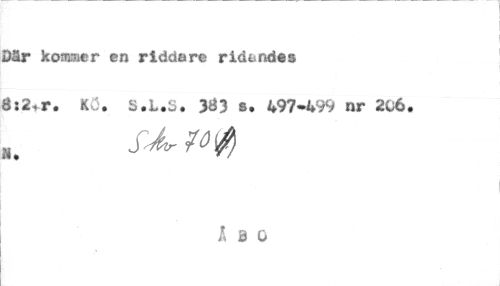 Där kommer en riddare ridandes
8:2+r. KÖ. S.L.S. 383 s. 497-499 nr 206.
N. Skv 70
Å B O